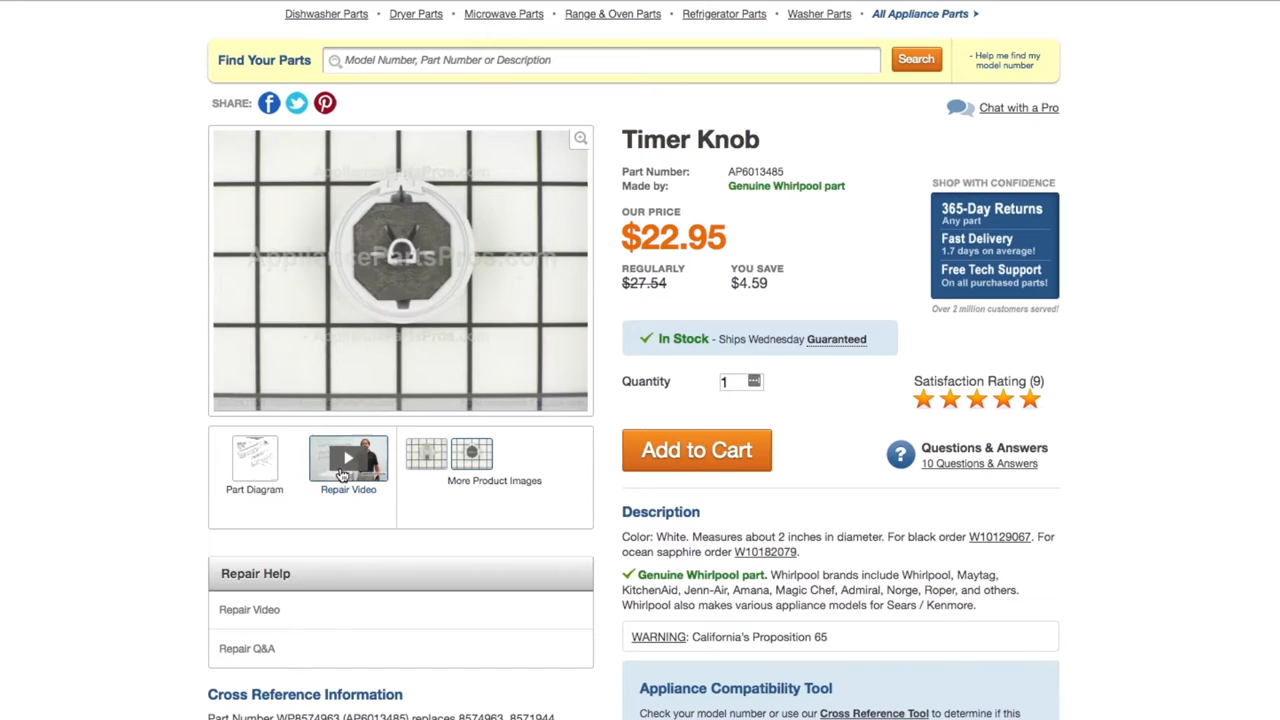 Dishwasher Parts • Dryer Parts • Microwave Parts • Range & Oven Parts • Refrigerator Parts • Washer Parts • All Appliance Parts
Find Your Parts
Model Number, Part Number or Description
Search
- Help me find my
model number
SHARE:
Chat with a Pro
AppliancePartsPros.com
Timer Knob
Part Number: AP6013485
Made by: Genuine Whirlpool part
OUR PRICE
$22.95
REGULARLY YOU SAVE
$27.54 $4.59
SHOP WITH CONFIDENCE
365-Day Returns
Any part
Fast Delivery
1.7 days on average!
Free Tech Support
On all purchased parts!
Over 2 million customers served!
In Stock - Ships Wednesday Guaranteed
Quantity 1
Satisfaction Rating (9)
Add to Cart
Questions & Answers
10 Questions & Answers
Part Diagram
Repair Video
More Product Images
Description
Color: White. Measures about 2 inches in diameter. For black order W10129067. For
ocean sapphire order W10182079.
Genuine Whirlpool part. Whirlpool brands include Whirlpool, Maytag,
KitchenAid, Jenn-Air, Amana, Magic Chef, Admiral, Norge, Roper, and others.
Whirlpool also makes various appliance models for Sears / Kenmore.
WARNING: California's Proposition 65
Repair Help
Repair Video
Repair Q&A
Cross Reference Information
Part Number WP8574963 (AP6013485) replaces 8574963, 8571944
Appliance Compatibility Tool
Check your model number or use our Cross Reference Tool to determine if this